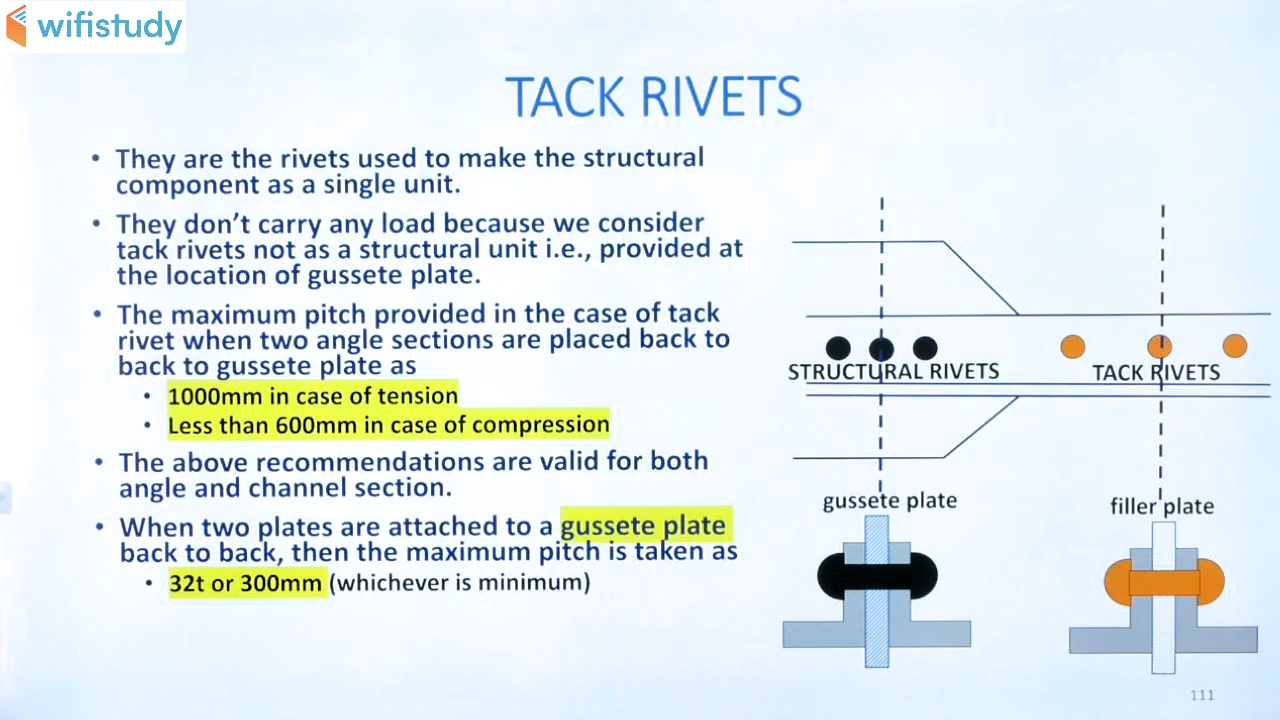 wifistudy
TACK RIVETS
• They are the rivets used to make the structural
component as a single unit.
• They don't carry any load because we consider
tack rivets not as a structural unit i.e., provided at
the location of gussete plate.
• The maximum pitch provided in the case of tack
rivet when two angle sections are placed back to
back to gussete plate as
• 1000mm in case of tension
• Less than 600mm in case of compression
• The above recommendations are valid for both
angle and channel section.
• When two plates are attached to a gussete plate
back to back, then the maximum pitch is taken as
• 32t or 300mm (whichever is minimum)
STRUCTURAL RIVETS
TACK RIVETS
gussete plate
filler plate
111